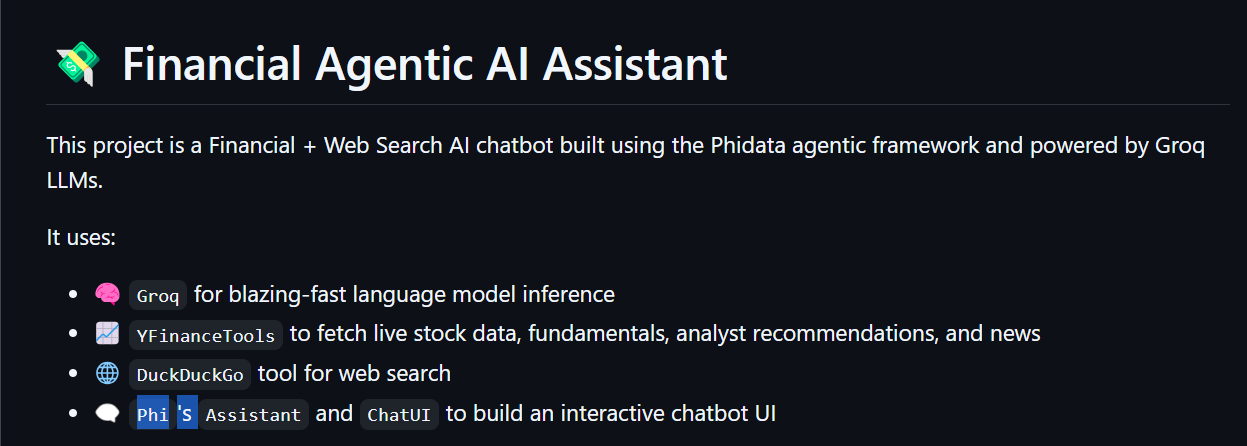 Financial Agentic AI Assistant
This project is a Financial + Web Search AI chatbot built using the Phidata agentic framework and powered by Groq
LLMs.
It uses:
Groq for blazing-fast language model inference
YFinanceTools to fetch live stock data, fundamentals, analyst recommendations, and news
DuckDuckGo tool for web search
Phi 's Assistant and ChatUI to build an interactive chatbot UI